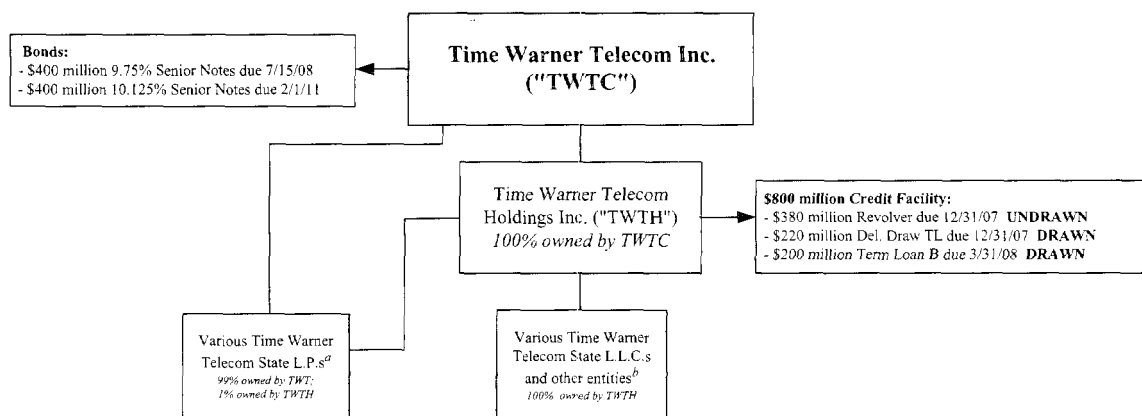 Time Warner Telecom Inc.
("TWTC")
Bonds:
- $400 million 9.75% Senior Notes due 7/15/08
- $400 million 10.125% Senior Notes due 2/1/11
Time Warner Telecom
Holdings Inc. ("TWTH")
100% owned by TWTC
$800 million Credit Facility:
- $380 million Revolver due 12/31/07 UNDRAWN
- $220 million Del. Draw TL due 12/31/07 DRAWN
- $200 million Term Loan B due 3/31/08 DRAWN
Various Time Warner
Telecom State L.P.s a
99% owned by TWT;
1% owned by TWTH
Various Time Warner
Telecom State L.L.C.s
and other entities b
100% owned by TWTH